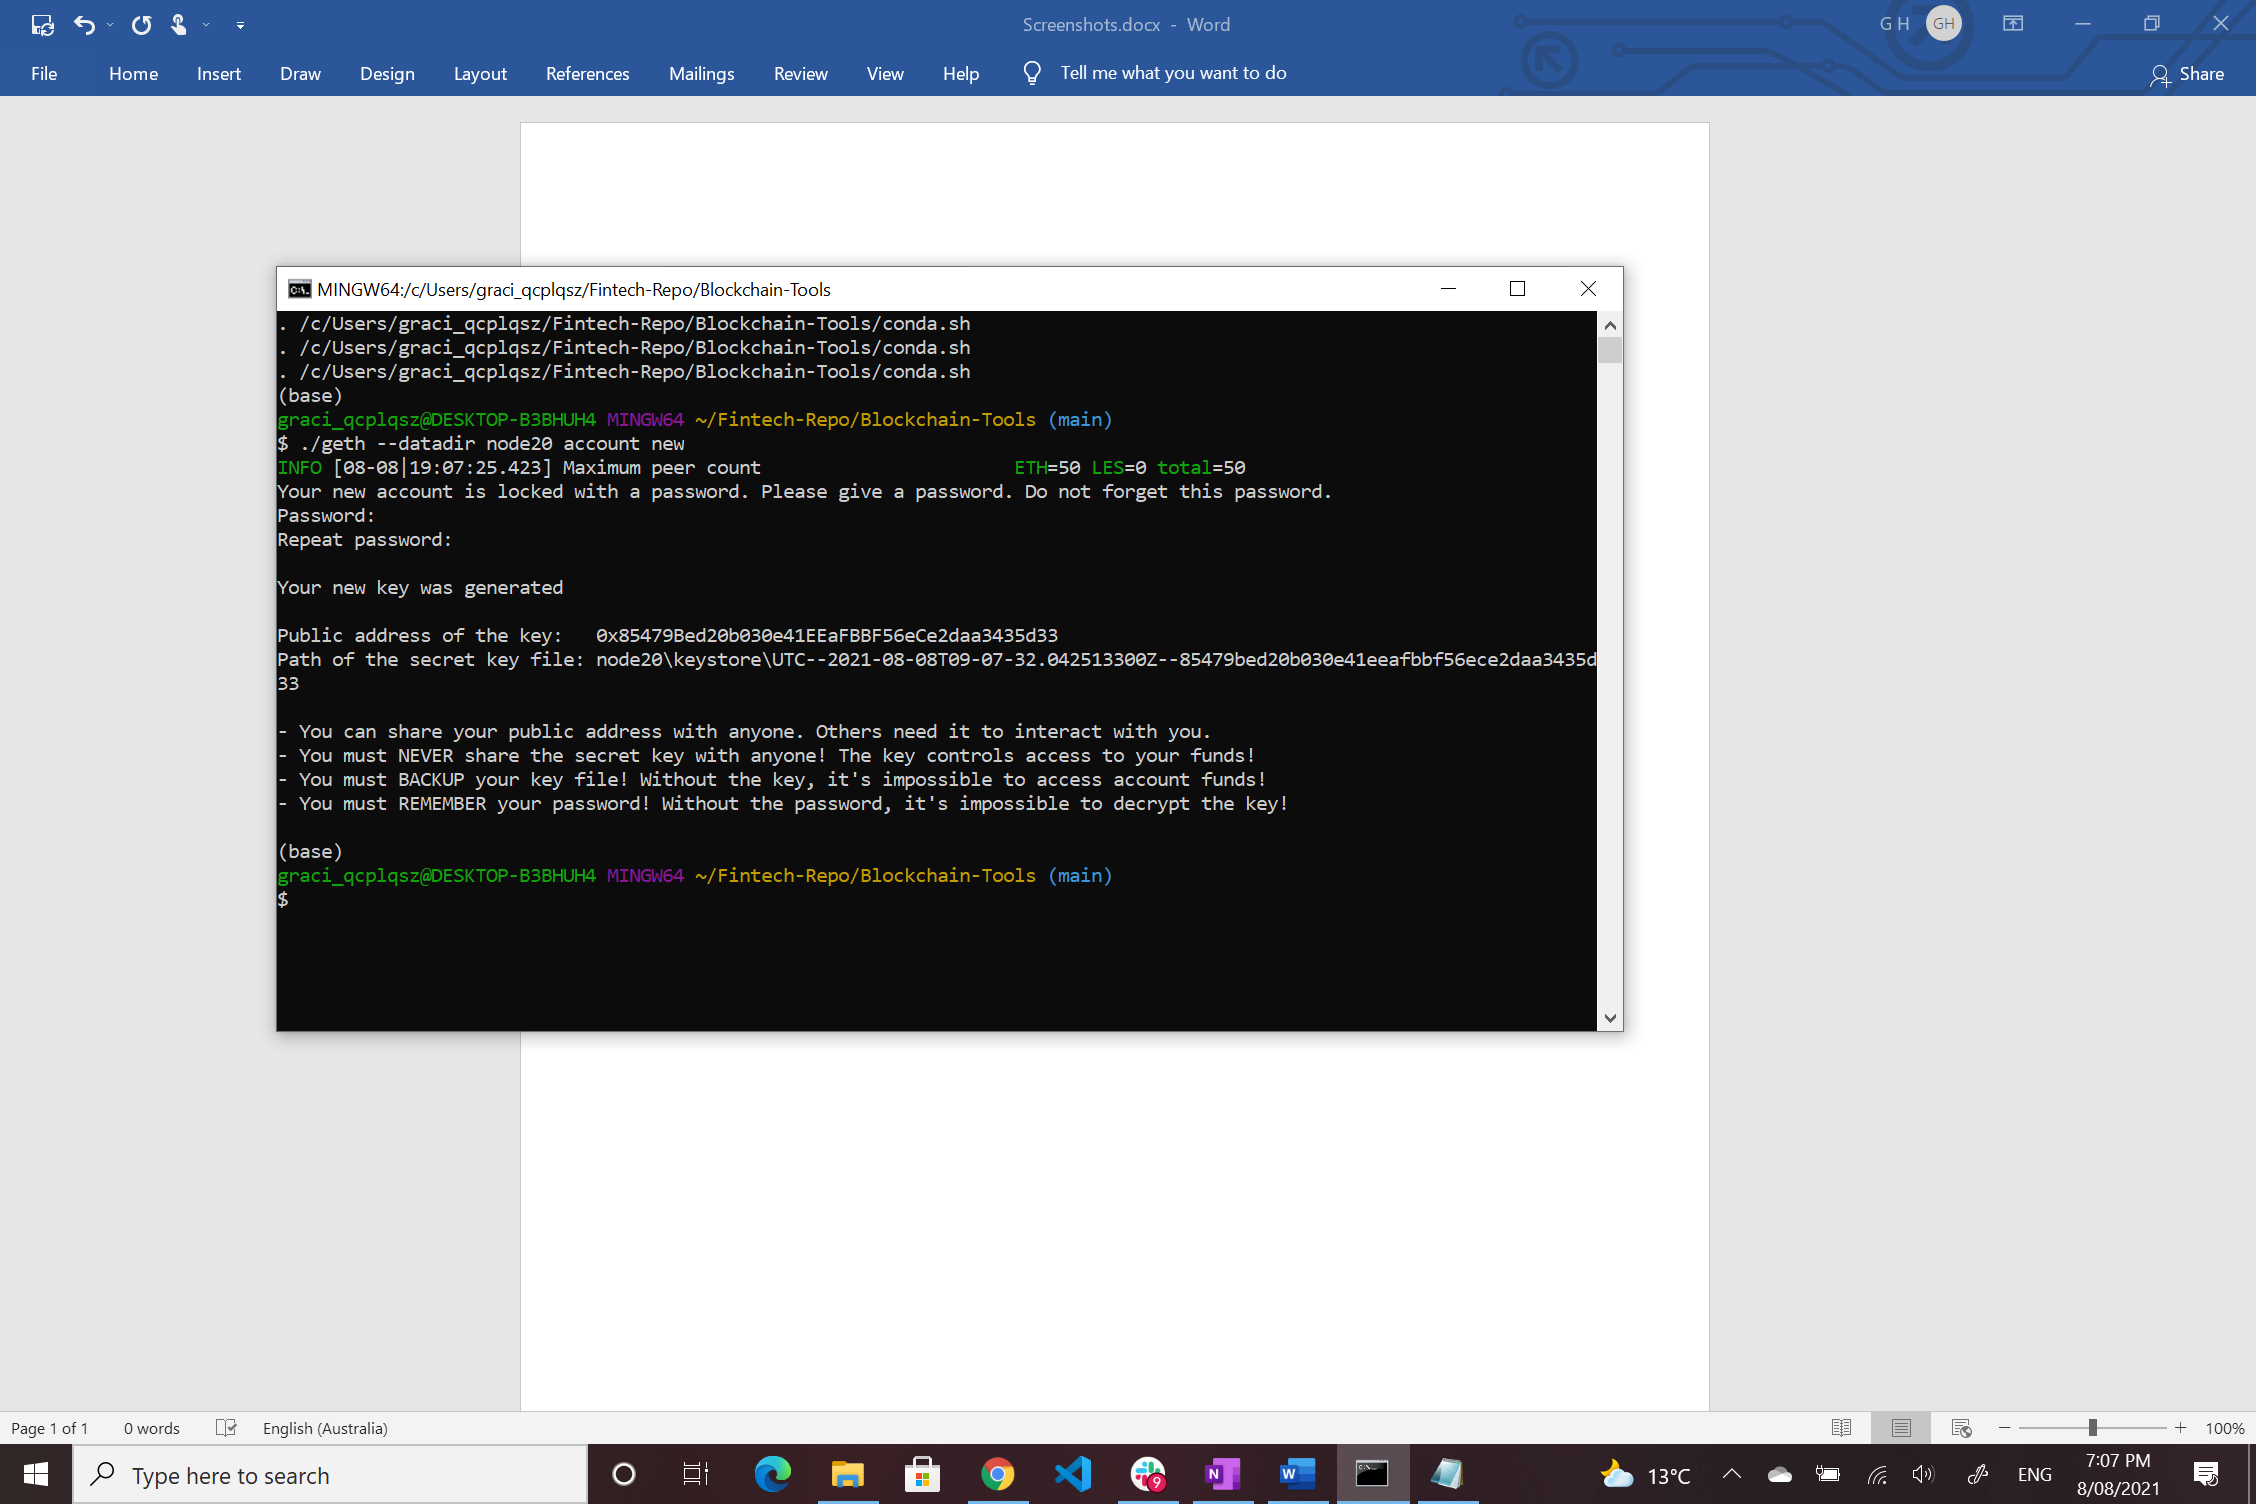 Screenshots.docx - Word
G H
GH
File
Home
Insert
Draw
Design
Layout
References
Mailings
Review
View
Help
Tell me what you want to do
Share
MINGW64:/c/Users/graci_qcplqsz/Fintech-Repo/Blockchain-Tools
. /c/Users/graci_qcplqsz/Fintech-Repo/Blockchain-Tools/conda.sh
. /c/Users/graci_qcplqsz/Fintech-Repo/Blockchain-Tools/conda.sh
. /c/Users/graci_qcplqsz/Fintech-Repo/Blockchain-Tools/conda.sh
(base)
graci_qcplqsz@DESKTOP-B3BHUH4 MINGW64 ~/Fintech-Repo/Blockchain-Tools (main)
$ ./geth --datadir node20 account new
INFO [08-08|19:07:25.423] Maximum peer count ETH=50 LES=0 total=50
Your new account is locked with a password. Please give a password. Do not forget this password.
Password:
Repeat password:
Your new key was generated
Public address of the key: 0x85479Bed20b030e41EEaFBBF56eCe2daa3435d33
Path of the secret key file: node20\keystore\UTC--2021-08-08T09-07-32.042513300Z--85479bed20b030e41eeafbbf56ece2daa3435d
33
- You can share your public address with anyone. Others need it to interact with you.
- You must NEVER share the secret key with anyone! The key controls access to your funds!
- You must BACKUP your key file! Without the key, it's impossible to access account funds!
- You must REMEMBER your password! Without the password, it's impossible to decrypt the key!
(base)
graci_qcplqsz@DESKTOP-B3BHUH4 MINGW64 ~/Fintech-Repo/Blockchain-Tools (main)
$
Page 1 of 1
0 words
English (Australia)
100%
Type here to search
9
13°C
ENG
7:07 PM
8/08/2021